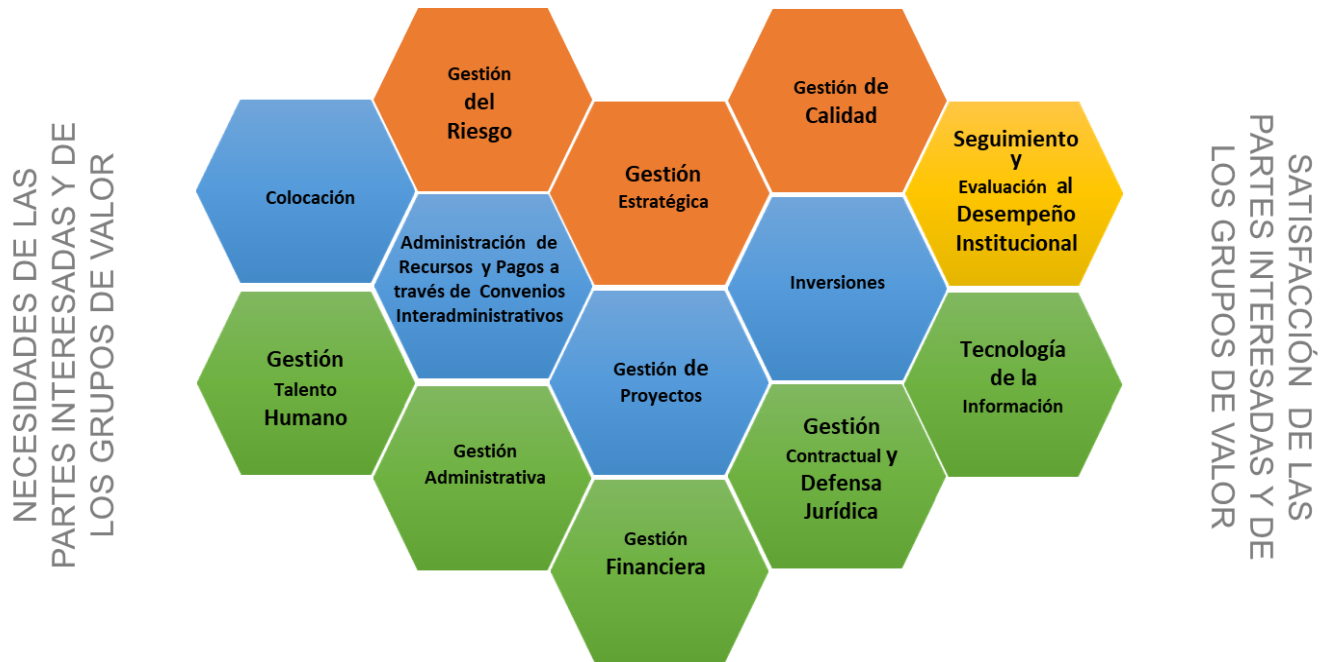 NECESIDADES DE LAS
PARTES INTERESADAS Y DE
LOS GRUPOS DE VALOR
Gestión
del
Riesgo
Gestión de
Calidad
Colocación
Gestión
Estratégica
Seguimiento
y
Evaluación al
Desempeño
Institucional
Administración de
Recursos y Pagos a
través de Convenios
Interadministrativos
Inversiones
Gestión
Talento
Humano
Gestión de
Proyectos
Tecnología
de la
Información
Gestión
Administrativa
Gestión
Contractual y
Defensa
Jurídica
Gestión
Financiera
SATISFACCIÓN DE LAS
PARTES INTERESADAS Y DE
LOS GRUPOS DE VALOR